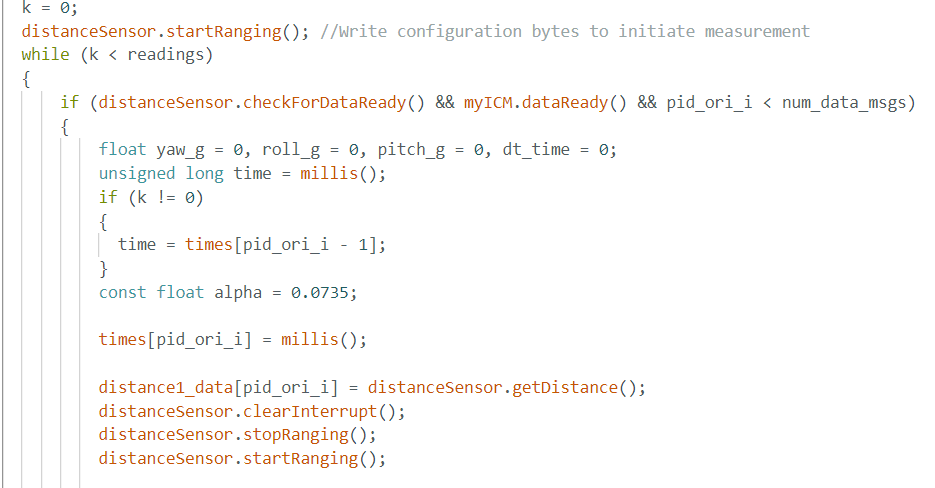 k = 0;
distanceSensor.startRanging(); //Write configuration bytes to initiate measurement
while (k < readings)
{
if (distanceSensor.checkForDataReady() && myICM.dataReady() && pid_ori_i < num_data_msgs)
{
float yaw_g = 0, roll_g = 0, pitch_g = 0, dt_time = 0;
unsigned long time = millis();
if (k != 0)
{
time = times[pid_ori_i - 1];
}
const float alpha = 0.0735;
times[pid_ori_i] = millis();
distance1_data[pid_ori_i] = distanceSensor.getDistance();
distanceSensor.clearInterrupt();
distanceSensor.stopRanging();
distanceSensor.startRanging();